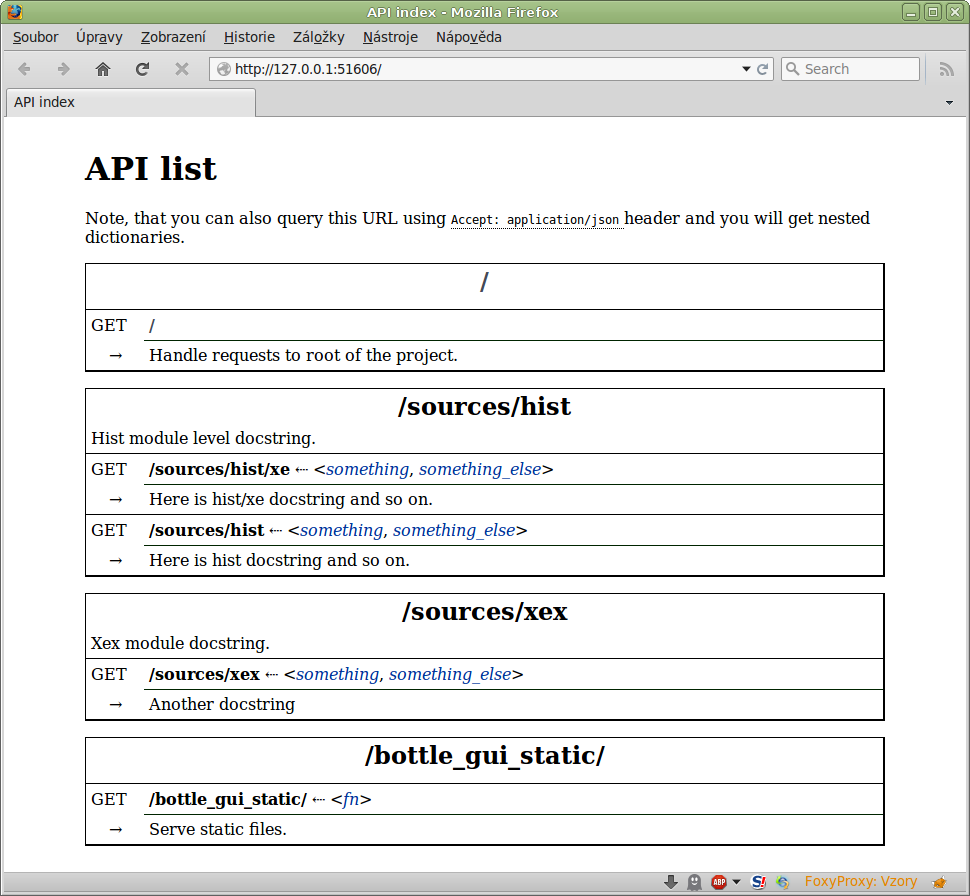 API index - Mozilla Firefox
Soubor Úpravy Zobrazení Historie Záložky Nástroje Nápověda
http://127.0.0.1:51606/ Search
API index
API list
Note, that you can also query this URL using Accept: application/json header and you will get nested
dictionaries.
/
GET /
→ Handle requests to root of the project.
/sources/hist
Hist module level docstring.
GET /sources/hist/xe ⇠ <something, something_else>
→ Here is hist/xe docstring and so on.
GET /sources/hist ⇠ <something, something_else>
→ Here is hist docstring and so on.
/sources/xex
Xex module docstring.
GET /sources/xex ⇠ <something, something_else>
→ Another docstring
/bottle_gui_static/
GET /bottle_gui_static/ ⇠ <fn>
→ Serve static files.
ABP S! FoxyProxy: Vzory